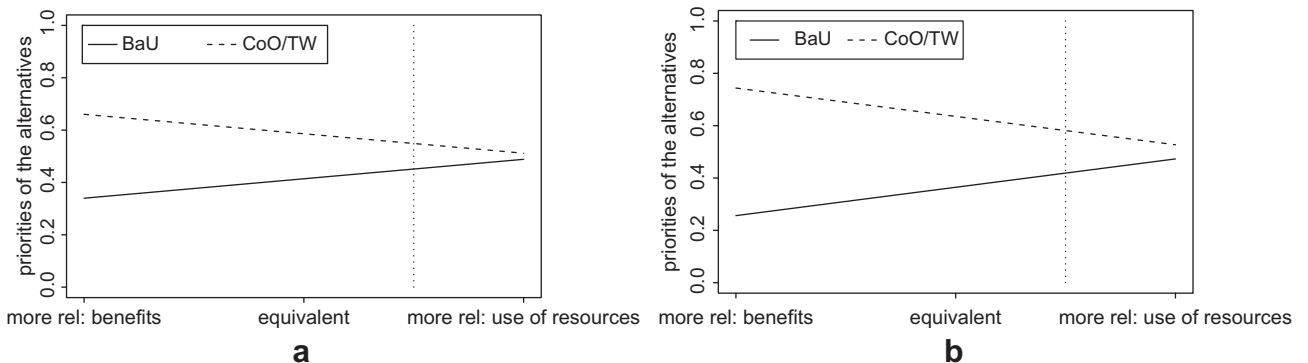 BaU CoO/TW
priorities of the alternatives
0.0 0.2 0.4 0.6 0.8 1.0
more rel: benefits equivalent more rel: use of resources
a
BaU CoO/TW
priorities of the alternatives
0.0 0.2 0.4 0.6 0.8 1.0
more rel: benefits equivalent more rel: use of resources
b